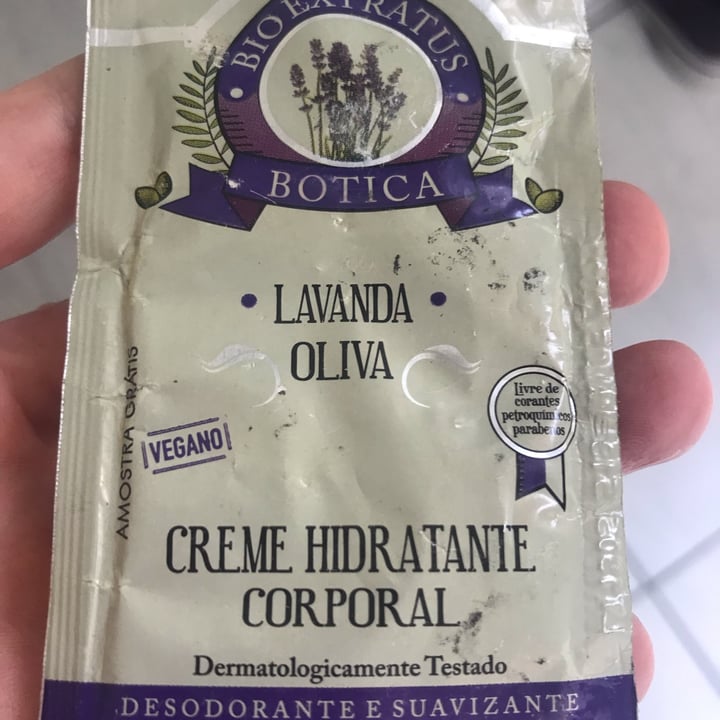 BIO EXTRATUS
BOTICA
LAVANDA
OLIVA
AMOSTRA GRÁTIS
VEGANO
Livre de
corantes
petroquímicos
parabenos
CREME HIDRATANTE
CORPORAL
Dermatologicamente Testado
DESODORANTE E SUAVIZANTE